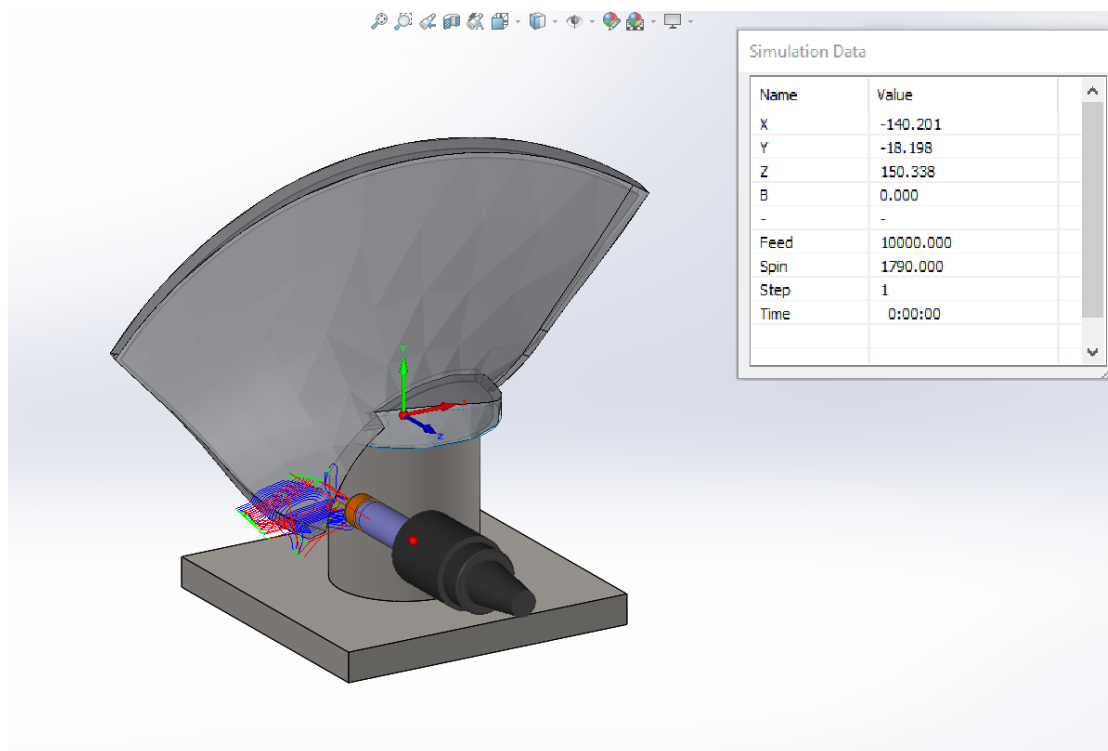 Simulation Data
Name Value
X -140.201
Y -18.198
Z 150.338
B 0.000
- -
Feed 10000.000
Spin 1790.000
Step 1
Time 0:00:00
Y
Z